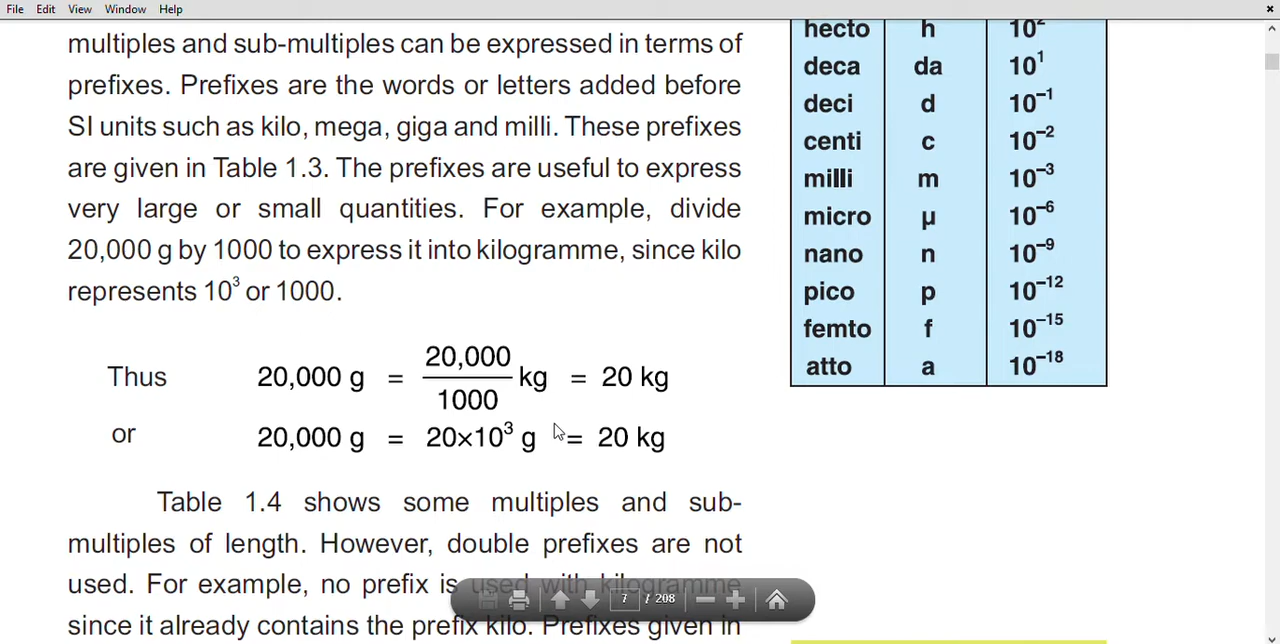 File Edit View Window Help
multiples and sub-multiples can be expressed in terms of
prefixes. Prefixes are the words or letters added before
SI units such as kilo, mega, giga and milli. These prefixes
are given in Table 1.3. The prefixes are useful to express
very large or small quantities. For example, divide
20,000 g by 1000 to express it into kilogramme, since kilo
represents 10³ or 1000.
Thus 20,000 g = 20,000/1000 kg = 20 kg
or 20,000 g = 20×10³ g = 20 kg
Table 1.4 shows some multiples and sub-
multiples of length. However, double prefixes are not
used. For example, no prefix is used with kilogramme
since it already contains the prefix kilo. Prefixes given in
hecto h 10²
deca da 10¹
deci d 10⁻¹
centi c 10⁻²
milli m 10⁻³
micro µ 10⁻⁶
nano n 10⁻⁹
pico p 10⁻¹²
femto f 10⁻¹⁵
atto a 10⁻¹⁸
7 / 208